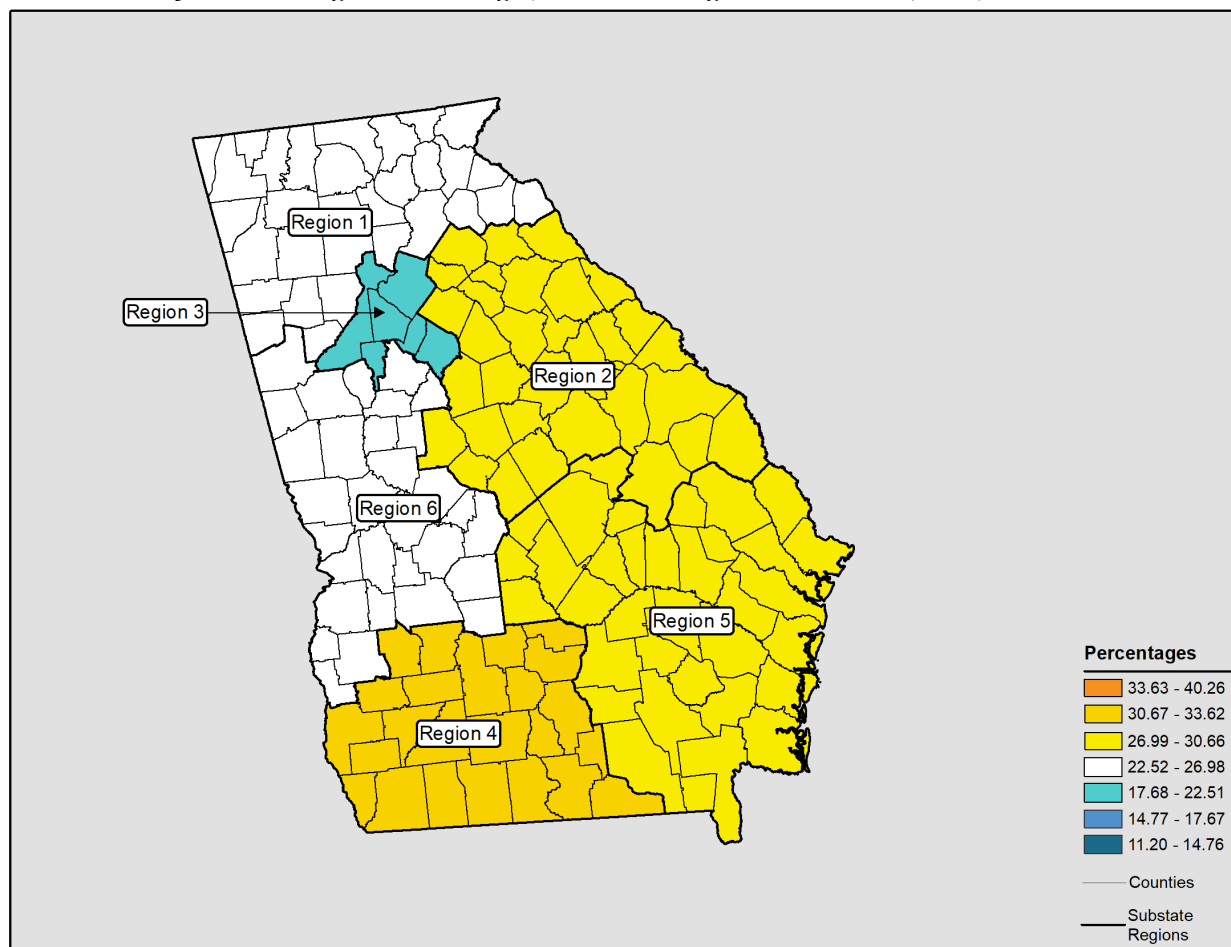 Region 1
Region 3
Region 2
Region 6
Region 5
Region 4
Percentages
33.63 - 40.26
30.67 - 33.62
26.99 - 30.66
22.52 - 26.98
17.68 - 22.51
14.77 - 17.67
11.20 - 14.76
Counties
Substate
Regions